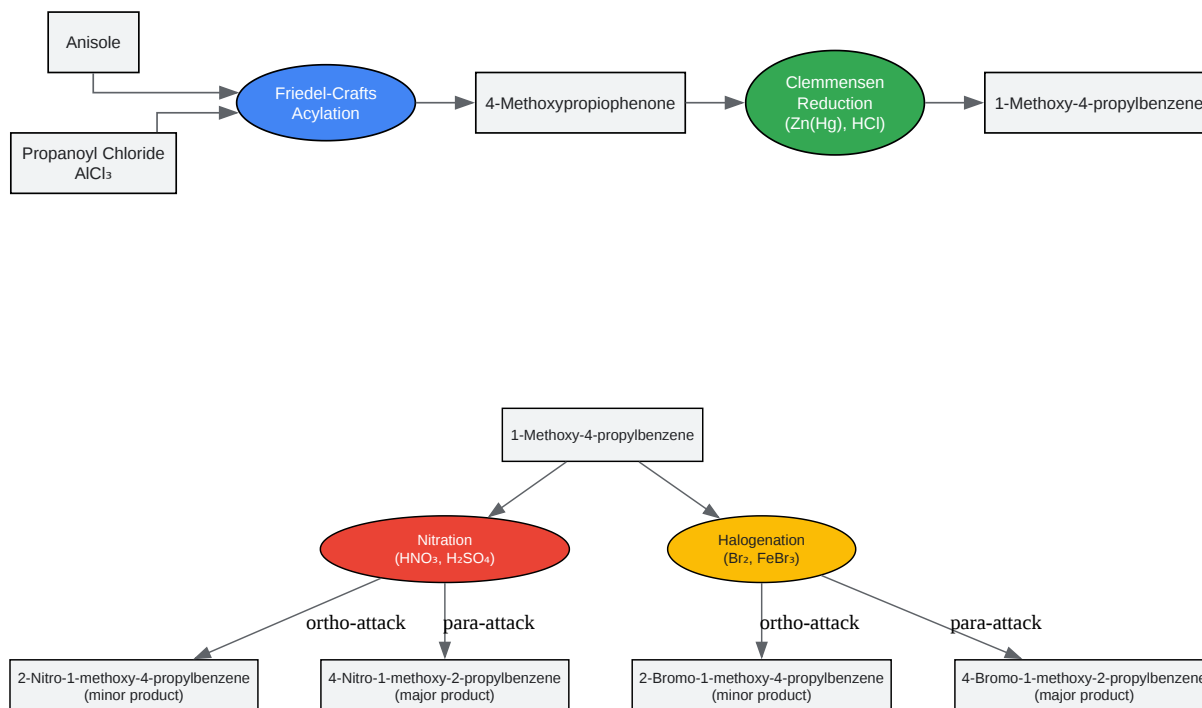 Anisole
Propanoyl Chloride
AlCl₃
Friedel-Crafts
Acylation
4-Methoxypropiophenone
Clemmensen
Reduction
(Zn(Hg), HCl)
1-Methoxy-4-propylbenzene
1-Methoxy-4-propylbenzene
Nitration
(HNO₃, H₂SO₄)
Halogenation
(Br₂, FeBr₃)
ortho-attack
para-attack
ortho-attack
para-attack
2-Nitro-1-methoxy-4-propylbenzene
(minor product)
4-Nitro-1-methoxy-2-propylbenzene
(major product)
2-Bromo-1-methoxy-4-propylbenzene
(minor product)
4-Bromo-1-methoxy-2-propylbenzene
(major product)